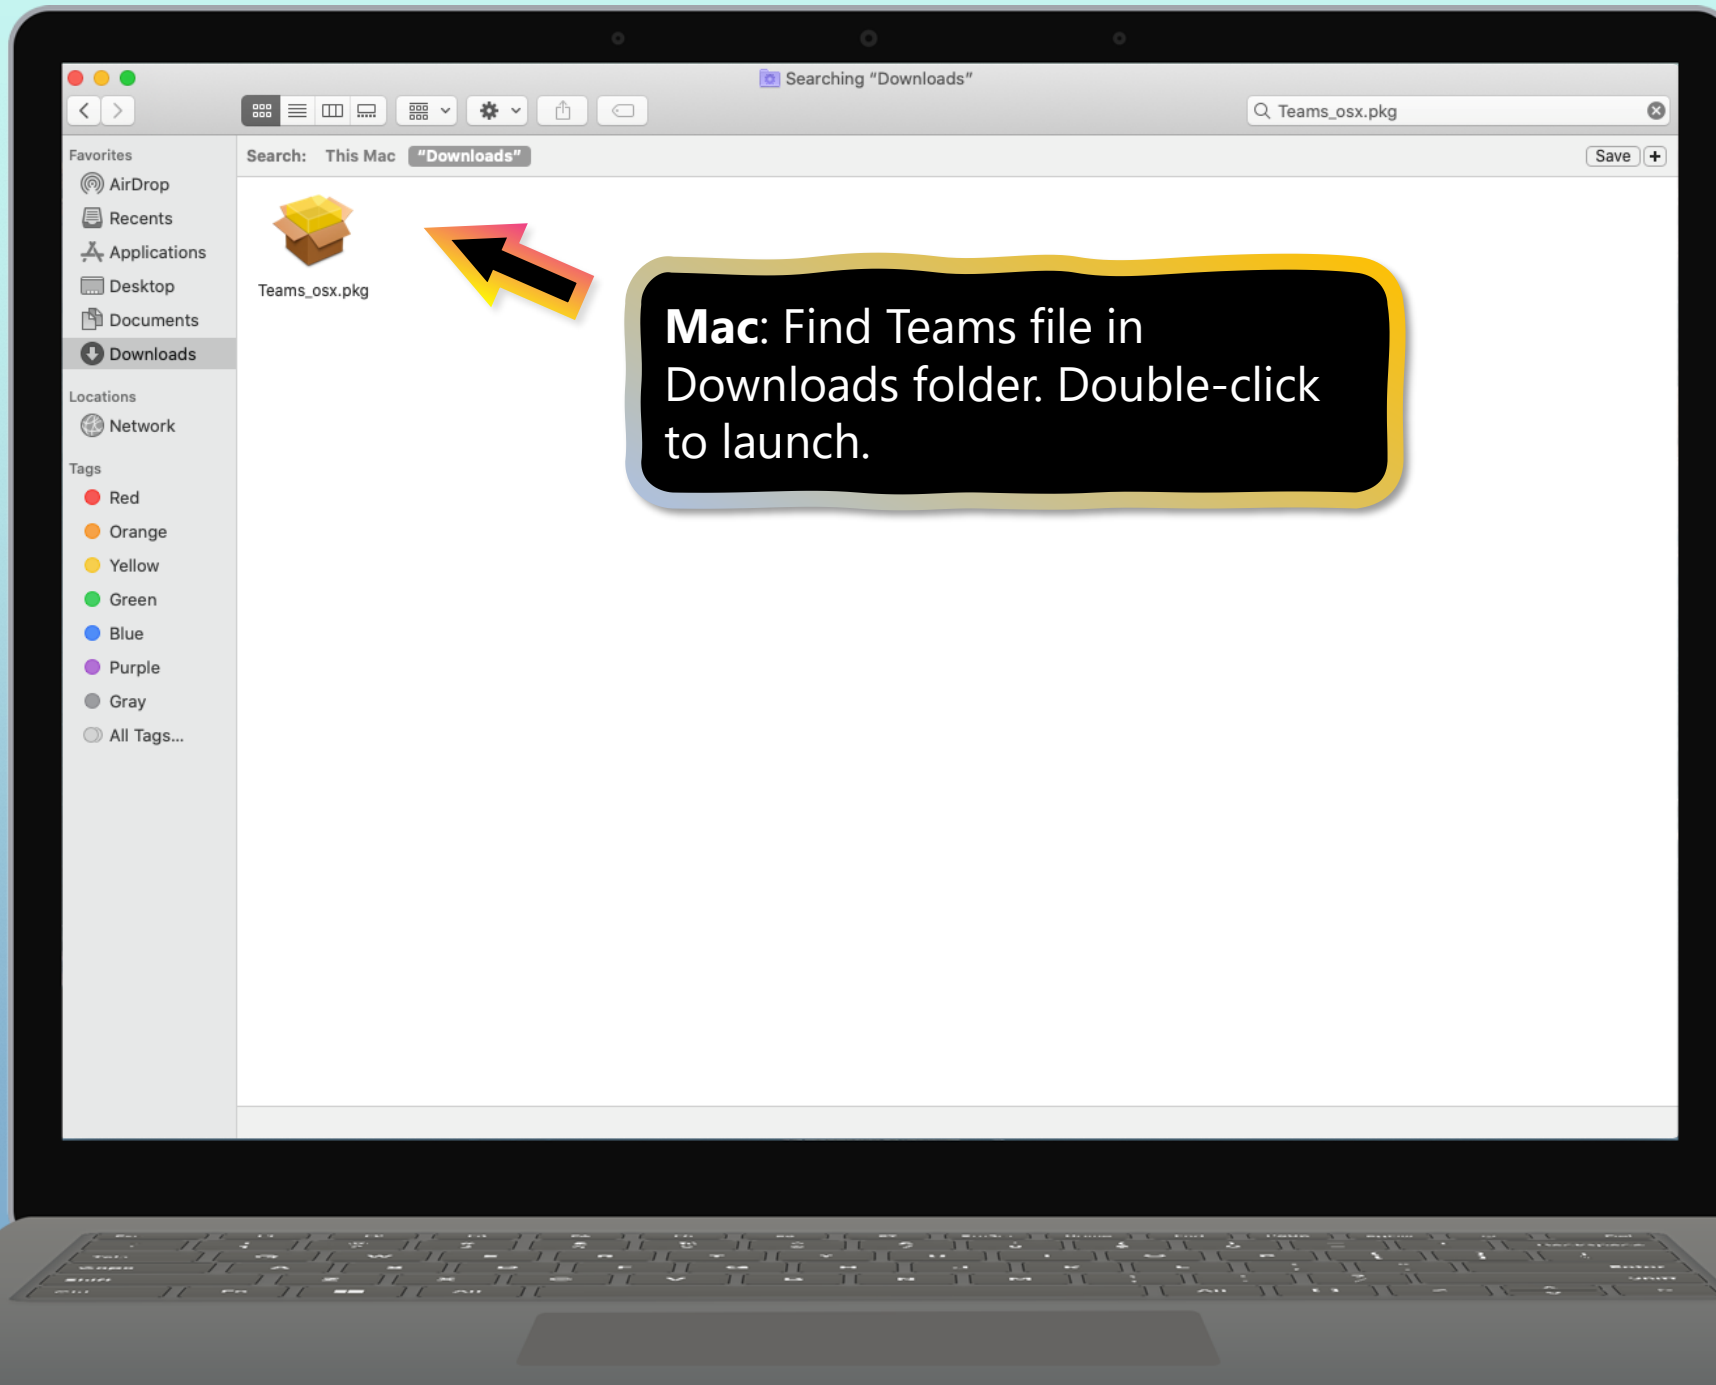 Searching “Downloads”
Teams_osx.pkg
Favorites
AirDrop
Recents
Applications
Desktop
Documents
Downloads
Locations
Network
Tags
Red
Orange
Yellow
Green
Blue
Purple
Gray
All Tags...
Search: This Mac “Downloads” Save +
Teams_osx.pkg
Mac: Find Teams file in
Downloads folder. Double-click
to launch.